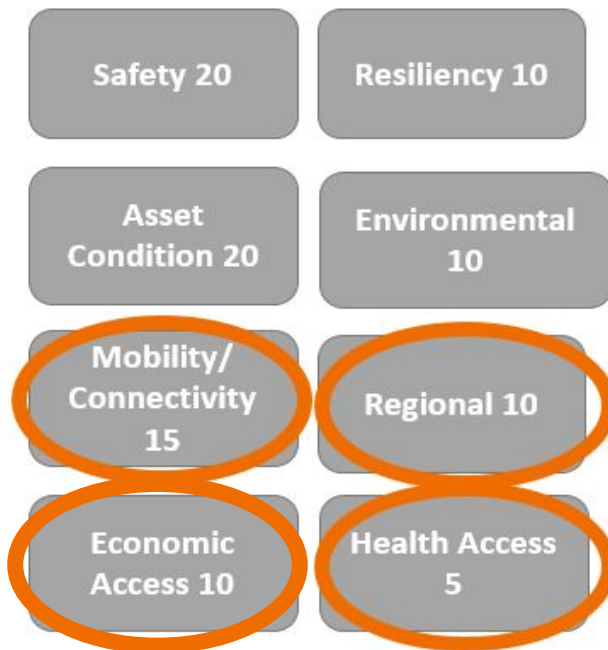 Safety 20
Resiliency 10
Asset
Condition 20
Environmental
10
Mobility/
Connectivity
15
Regional 10
Economic
Access 10
Health Access
5